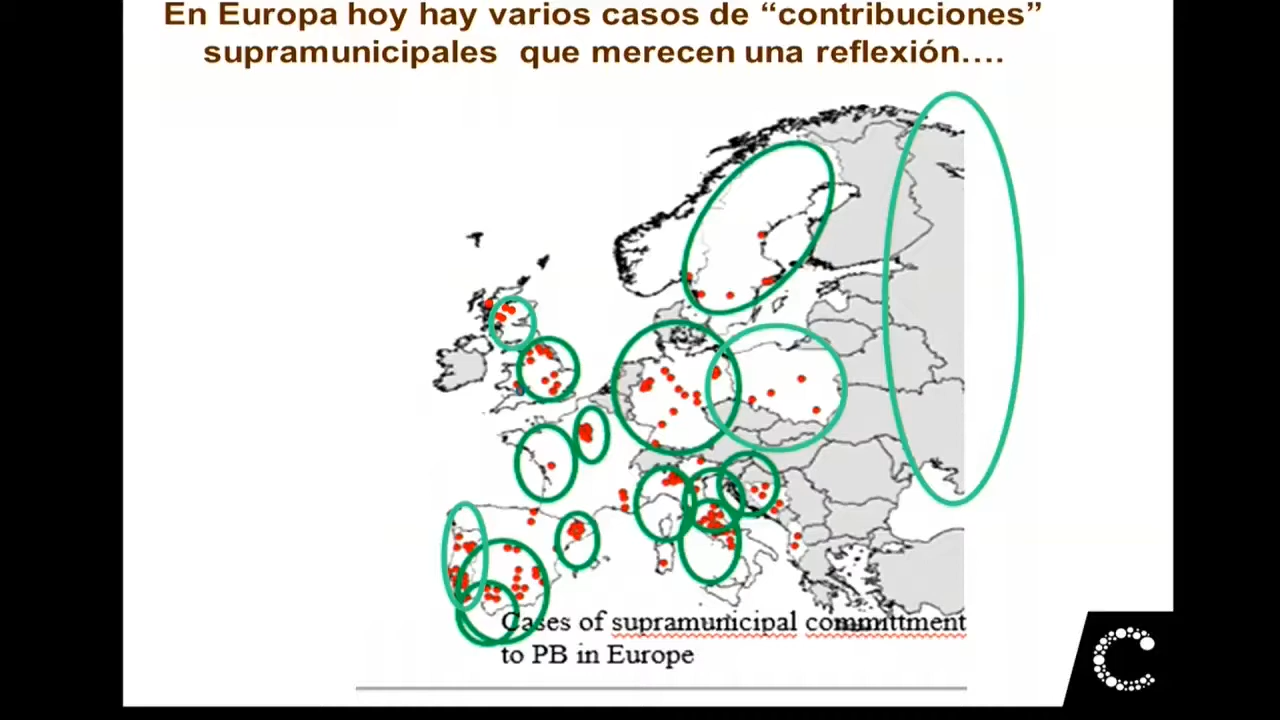 En Europa hoy hay varios casos de “contribuciones”
supramunicipales que merecen una reflexión….
Cases of supramunicipal committment
to PB in Europe